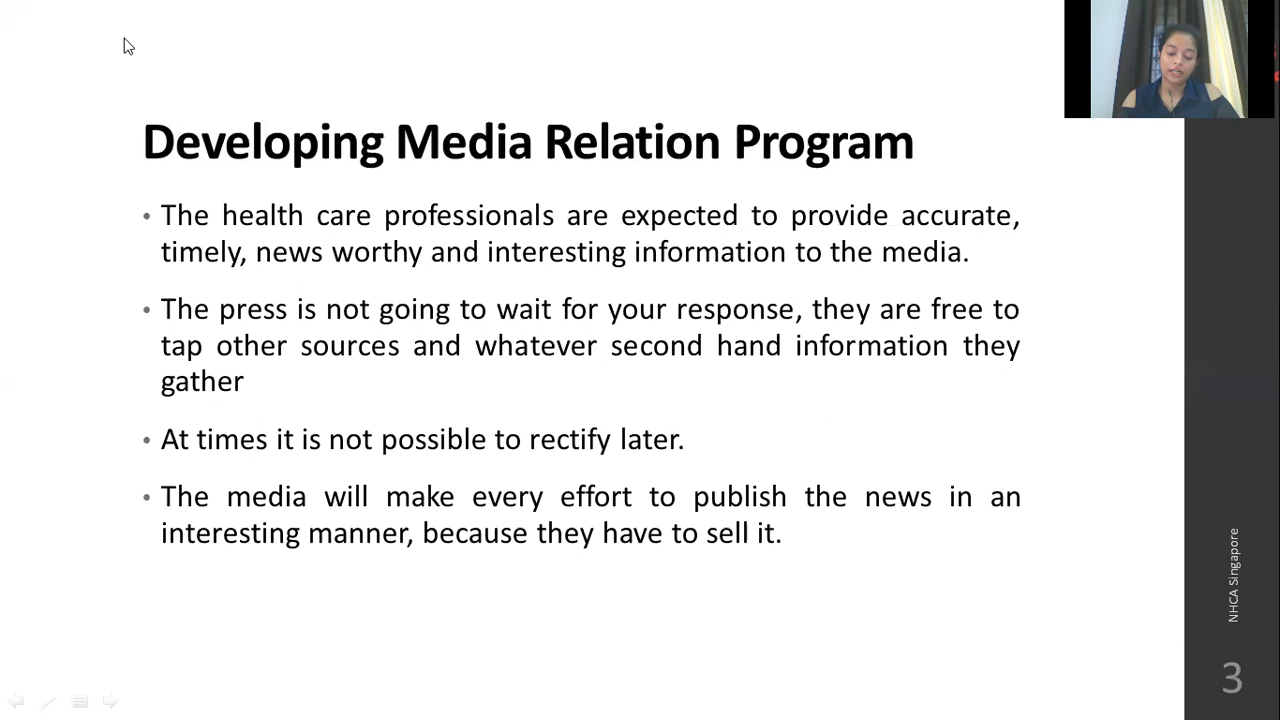 Developing Media Relation Program
• The health care professionals are expected to provide accurate,
timely, news worthy and interesting information to the media.
• The press is not going to wait for your response, they are free to
tap other sources and whatever second hand information they
gather
• At times it is not possible to rectify later.
• The media will make every effort to publish the news in an
interesting manner, because they have to sell it.
NHCA Singapore
3